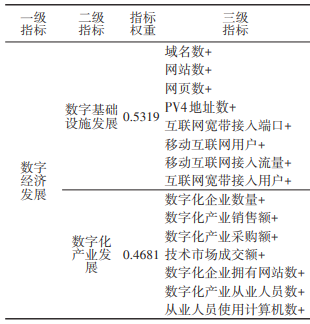 一级指标
二级指标
指标权重
三级指标
数字经济发展
数字基础设施发展
0.5319
域名数+
网站数+
网页数+
PV4地址数+
互联网宽带接入端口+
移动互联网用户+
移动互联网接入流量+
互联网宽带接入用户+
数字化产业发展
0.4681
数字化企业数量+
数字化产业销售额+
数字化产业采购额+
技术市场成交额+
数字化企业拥有网站数+
数字化产业从业人员数+
从业人员使用计算机数+